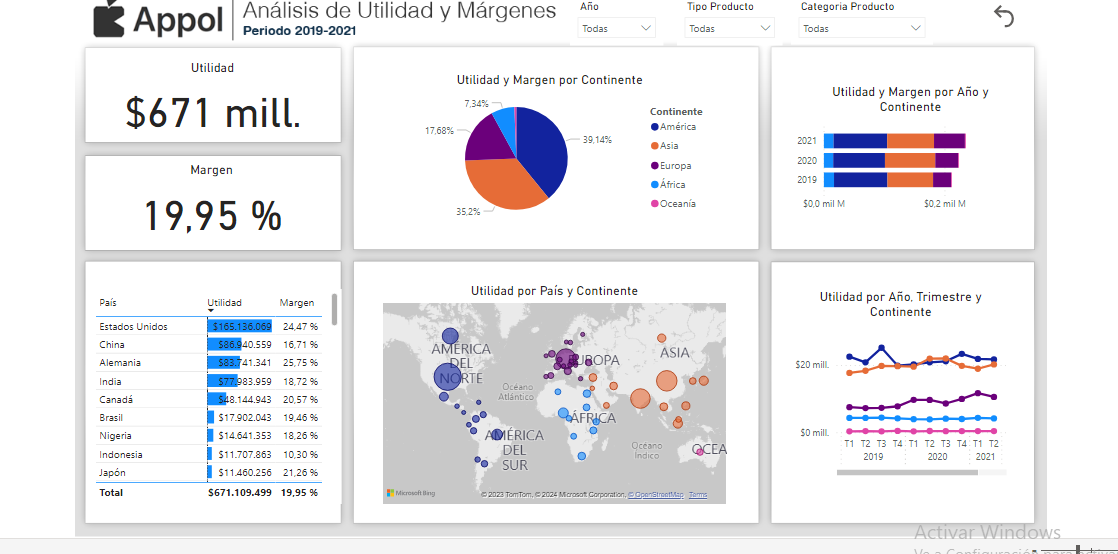 Appol
Análisis de Utilidad y Márgenes
Periodo 2019-2021
Año
Todas
Tipo Producto
Todas
Categoria Producto
Todas
Utilidad
$671 mill.
Margen
19,95 %
Utilidad y Margen por Continente
7,34%
17,68%
39,14%
35,2%
Continente
América
Asia
Europa
África
Oceanía
Utilidad y Margen por Año y
Continente
2021
2020
2019
$0,0 mil M
$0,2 mil M
País Utilidad Margen
Estados Unidos $165.136.069 24,47 %
China $86.940.559 16,71 %
Alemania $83.741.341 25,75 %
India $77.983.959 18,72 %
Canadá $48.144.943 20,57 %
Brasil $17.902.043 19,46 %
Nigeria $14.641.353 18,26 %
Indonesia $11.707.863 10,30 %
Japón $11.460.256 21,26 %
Total $671.109.499 19,95 %
Utilidad por País y Continente
AMÉRICA
DEL
NORTE
EUROPA
ASIA
Océano
Atlántico
ÁFRICA
AMÉRICA
DEL
SUR
Océano
Índico
OCEA
Microsoft Bing
© 2023 TomTom, © 2024 Microsoft Corporation, © OpenStreetMap Terms
Utilidad por Año, Trimestre y
Continente
$20 mill.
$0 mill.
T1 T2 T3 T4 T1 T2 T3 T4 T1 T2
2019 2020 2021
Activar Windows
Ve a Configuración para activar